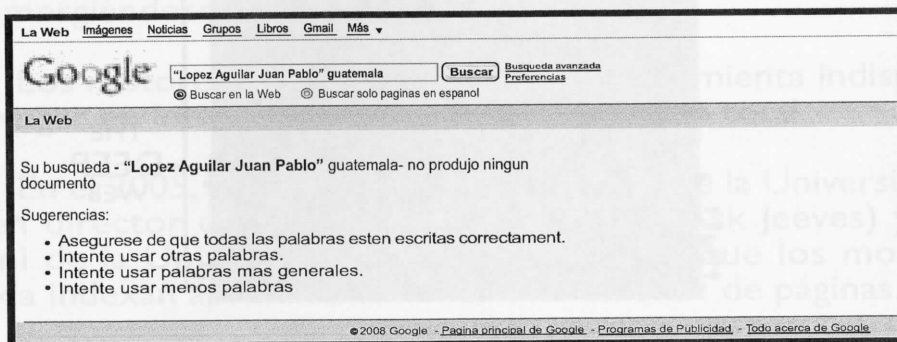 La Web Imágenes Noticias Grupos Libros Gmail Más
Google "Lopez Aguilar Juan Pablo" guatemala Buscar Busqueda avanzada
Preferencias
Buscar en la Web Buscar solo paginas en espanol
La Web
Su busqueda - "Lopez Aguilar Juan Pablo" guatemala- no produjo ningun
documento
Sugerencias:
• Asegurese de que todas las palabras esten escritas correctament.
• Intente usar otras palabras.
• Intente usar palabras mas generales.
• Intente usar menos palabras
©2008 Google - Pagina principal de Google - Programas de Publicidad - Todo acerca de Google